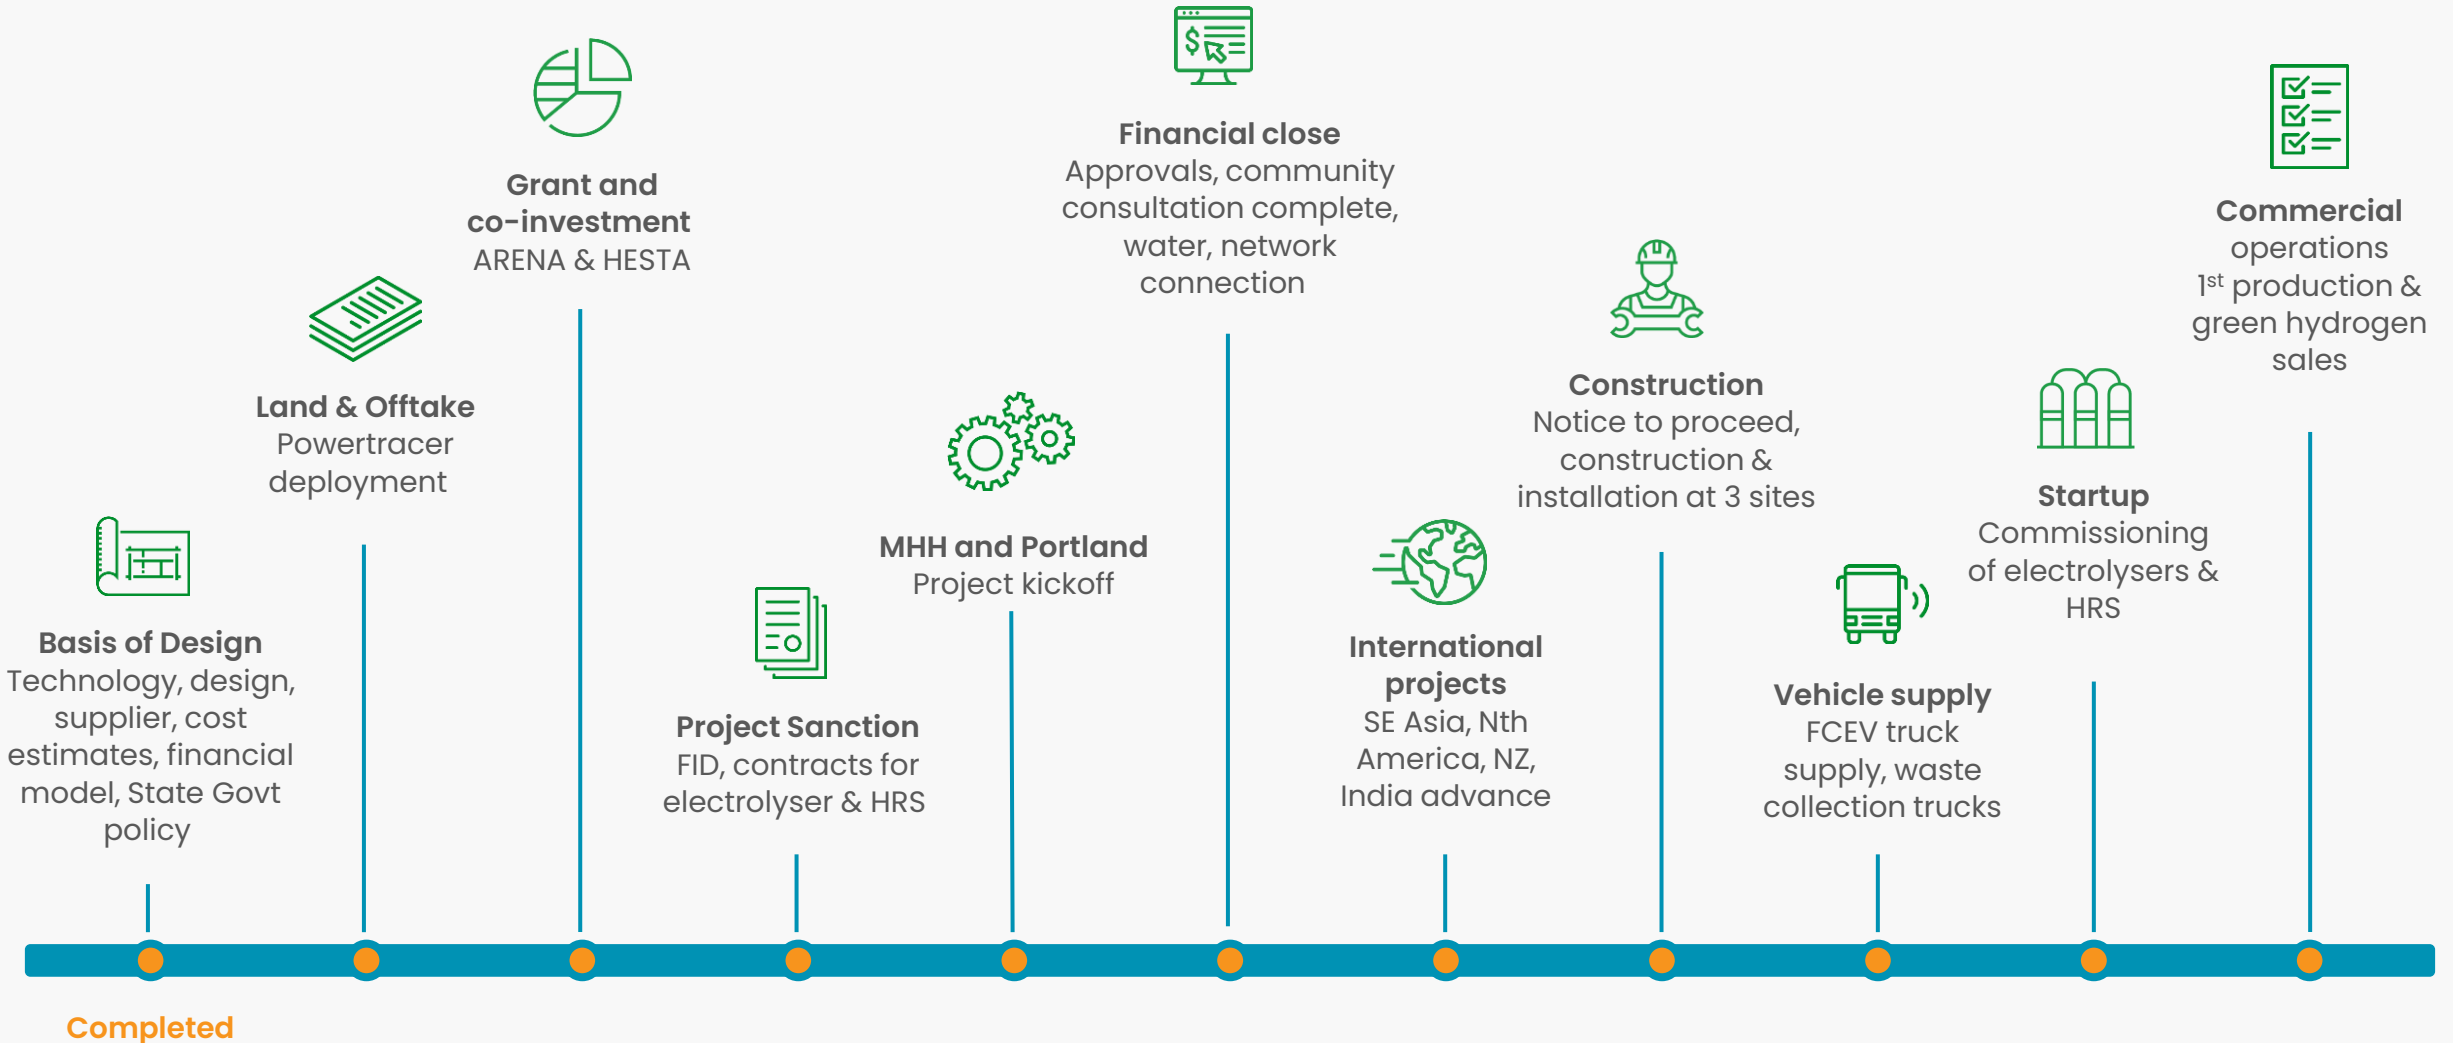 Basis of Design
Technology, design,
supplier, cost
estimates, financial
model, State Govt
policy
Land & Offtake
Powertracer
deployment
Grant and
co-investment
ARENA & HESTA
Project Sanction
FID, contracts for
electrolyser & HRS
MHH and Portland
Project kickoff
$
Financial close
Approvals, community
consultation complete,
water, network
connection
International
projects
SE Asia, Nth
America, NZ,
India advance
Construction
Notice to proceed,
construction &
installation at 3 sites
Vehicle supply
FCEV truck
supply, waste
collection trucks
Startup
Commissioning
of electrolysers &
HRS
Commercial
operations
1st production &
green hydrogen
sales
Completed